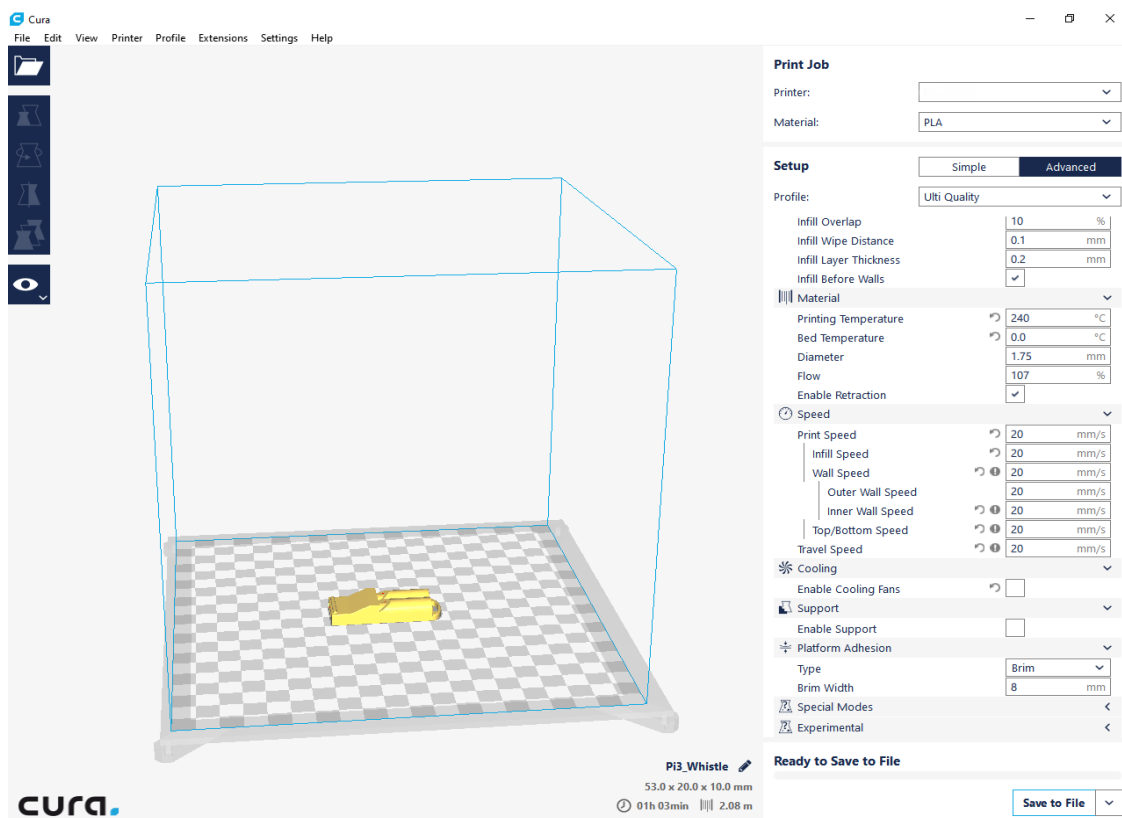 Cura
File Edit View Printer Profile Extensions Settings Help
Print Job
Printer:
Material: PLA
Setup Simple Advanced
Profile: Ulti Quality
Infill Overlap 10 %
Infill Wipe Distance 0.1 mm
Infill Layer Thickness 0.2 mm
Infill Before Walls
Material
Printing Temperature 240 °C
Bed Temperature 0.0 °C
Diameter 1.75 mm
Flow 107 %
Enable Retraction
Speed
Print Speed 20 mm/s
Infill Speed 20 mm/s
Wall Speed 20 mm/s
Outer Wall Speed 20 mm/s
Inner Wall Speed 20 mm/s
Top/Bottom Speed 20 mm/s
Travel Speed 20 mm/s
Cooling
Enable Cooling Fans
Support
Enable Support
Platform Adhesion
Type Brim
Brim Width 8 mm
Special Modes
Experimental
Pi3_Whistle
53.0 x 20.0 x 10.0 mm
01h 03min 2.08 m
Ready to Save to File
Save to File
cura.